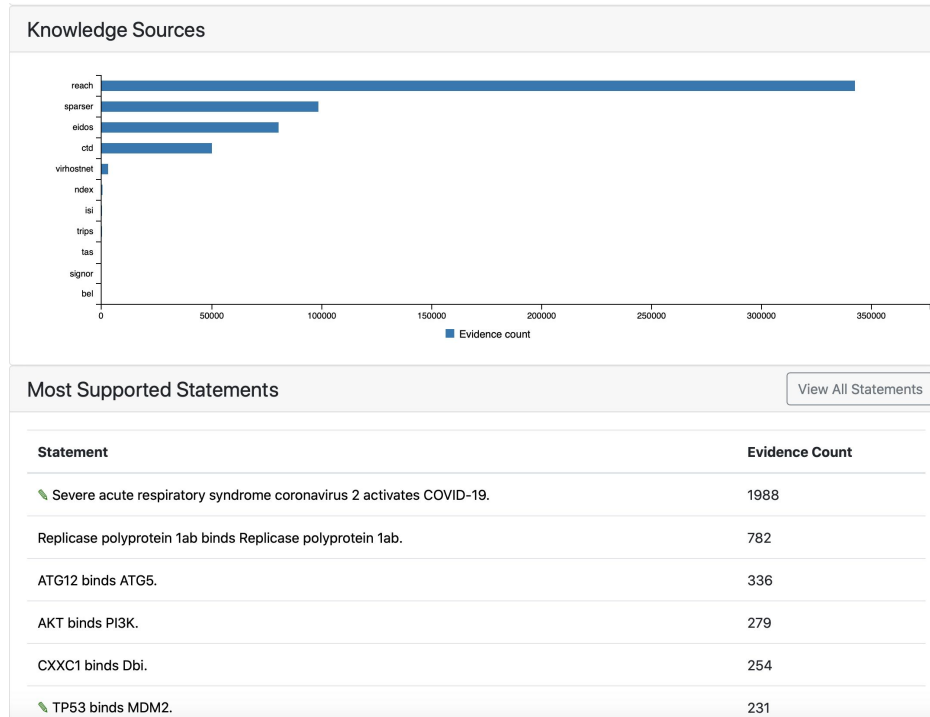 Knowledge Sources
reach
sparser
eidos
ctd
virhostnet
ndex
isi
trips
tas
signor
bel
0 50000 100000 150000 200000 250000 300000 350000
Evidence count
Most Supported Statements View All Statements
Statement Evidence Count
Severe acute respiratory syndrome coronavirus 2 activates COVID-19. 1988
Replicase polyprotein 1ab binds Replicase polyprotein 1ab. 782
ATG12 binds ATG5. 336
AKT binds PI3K. 279
CXXC1 binds Dbi. 254
TP53 binds MDM2. 231